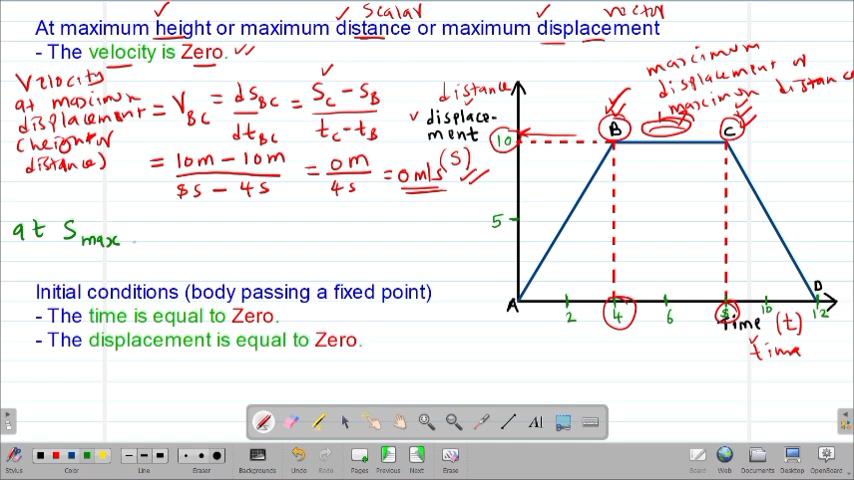 scalar vector
At maximum height or maximum distance or maximum displacement
- The velocity is Zero.
Velocity
at maximum
displacement
(height or
distance)
= V_BC = dS_BC / dt_BC = S_C - S_B / t_C - t_B
= 10m - 10m / 8s - 4s = 0m / 4s = 0m/s
at S_max
Initial conditions (body passing a fixed point)
- The time is equal to Zero.
- The displacement is equal to Zero.
distance
displace-
ment
(S)
maximum
displacement or
maximum distance
B C
10
5
A D
2 4 6 8 10 12
Time (t)
time
Stylus Color Line Eraser Backgrounds Undo Redo Pages Previous Next Erase Board Web Documents Desktop OpenBoard